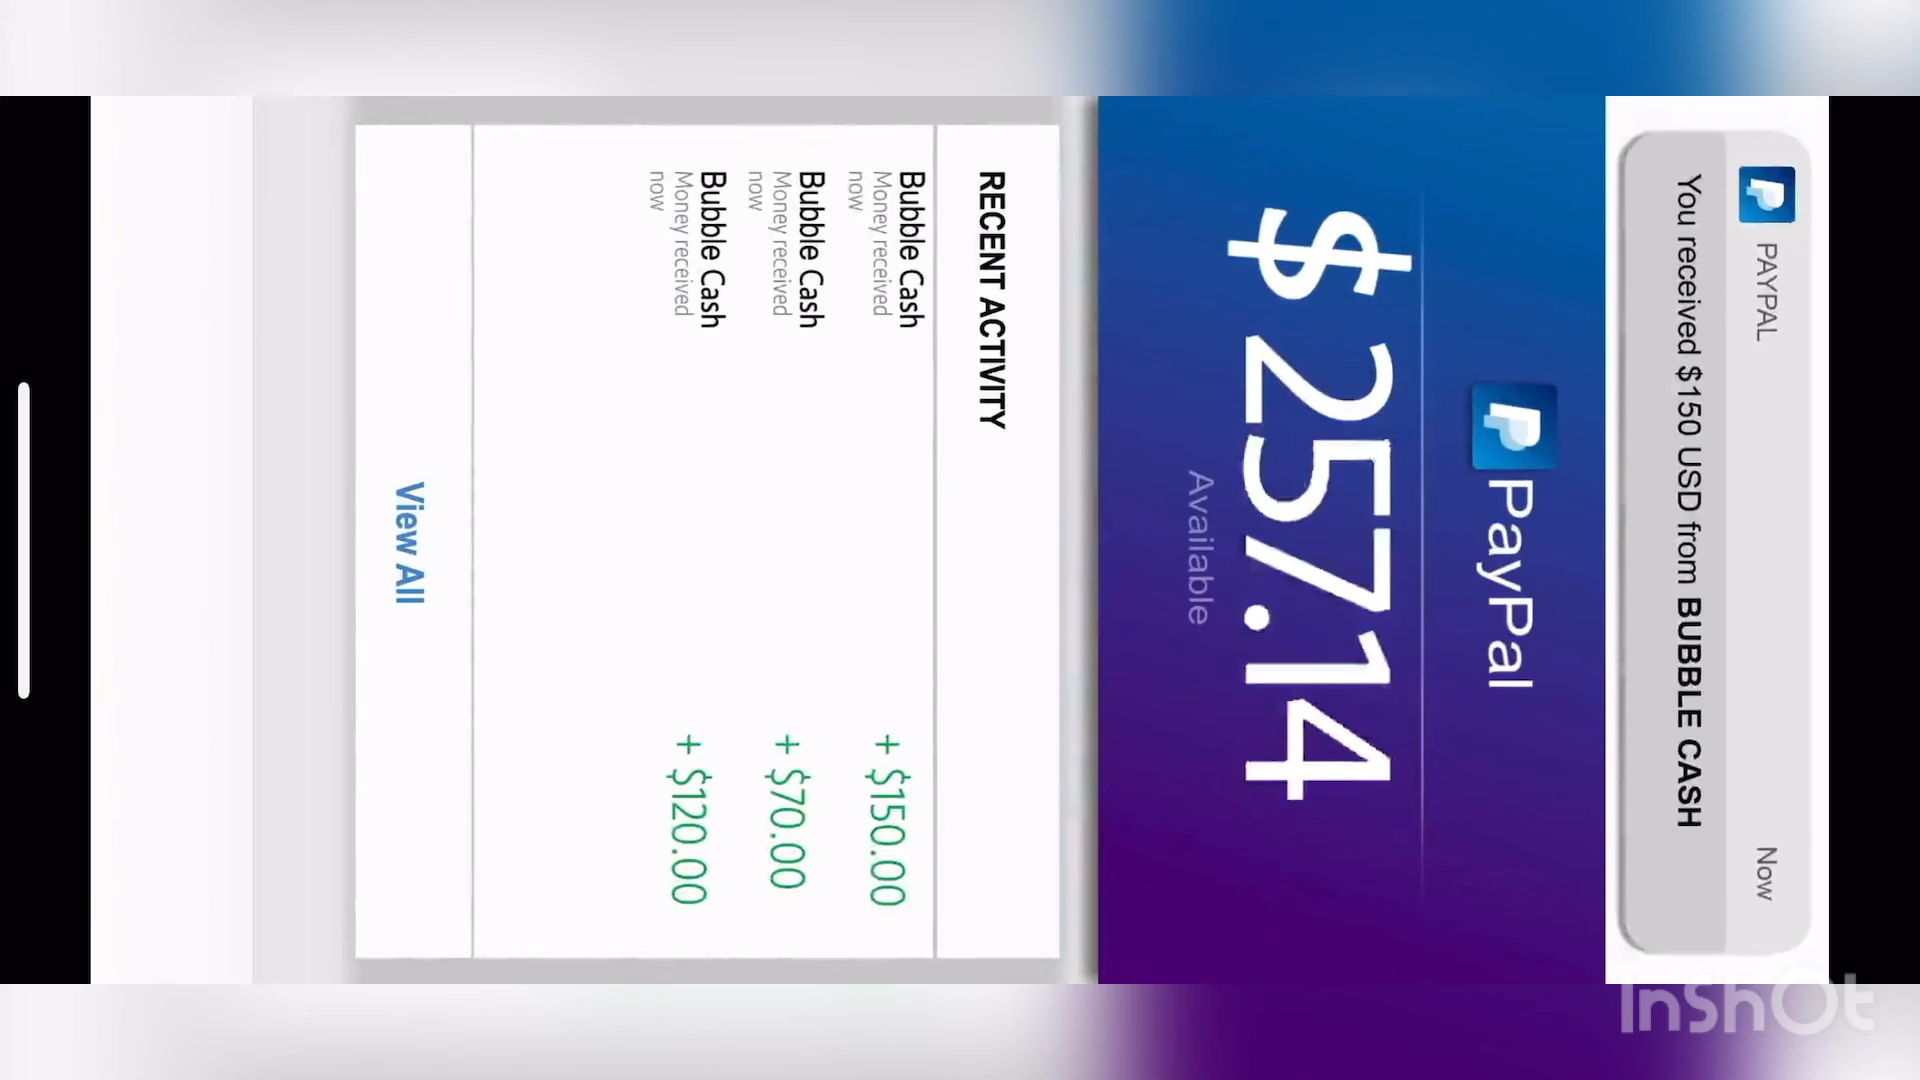 PAYPAL Now
You received $150 USD from BUBBLE CASH
PayPal
$ 257.14
Available
RECENT ACTIVITY
Bubble Cash
Money received
now
+ $150.00
Bubble Cash
Money received
now
+ $70.00
Bubble Cash
Money received
now
+ $120.00
View All
InShOt